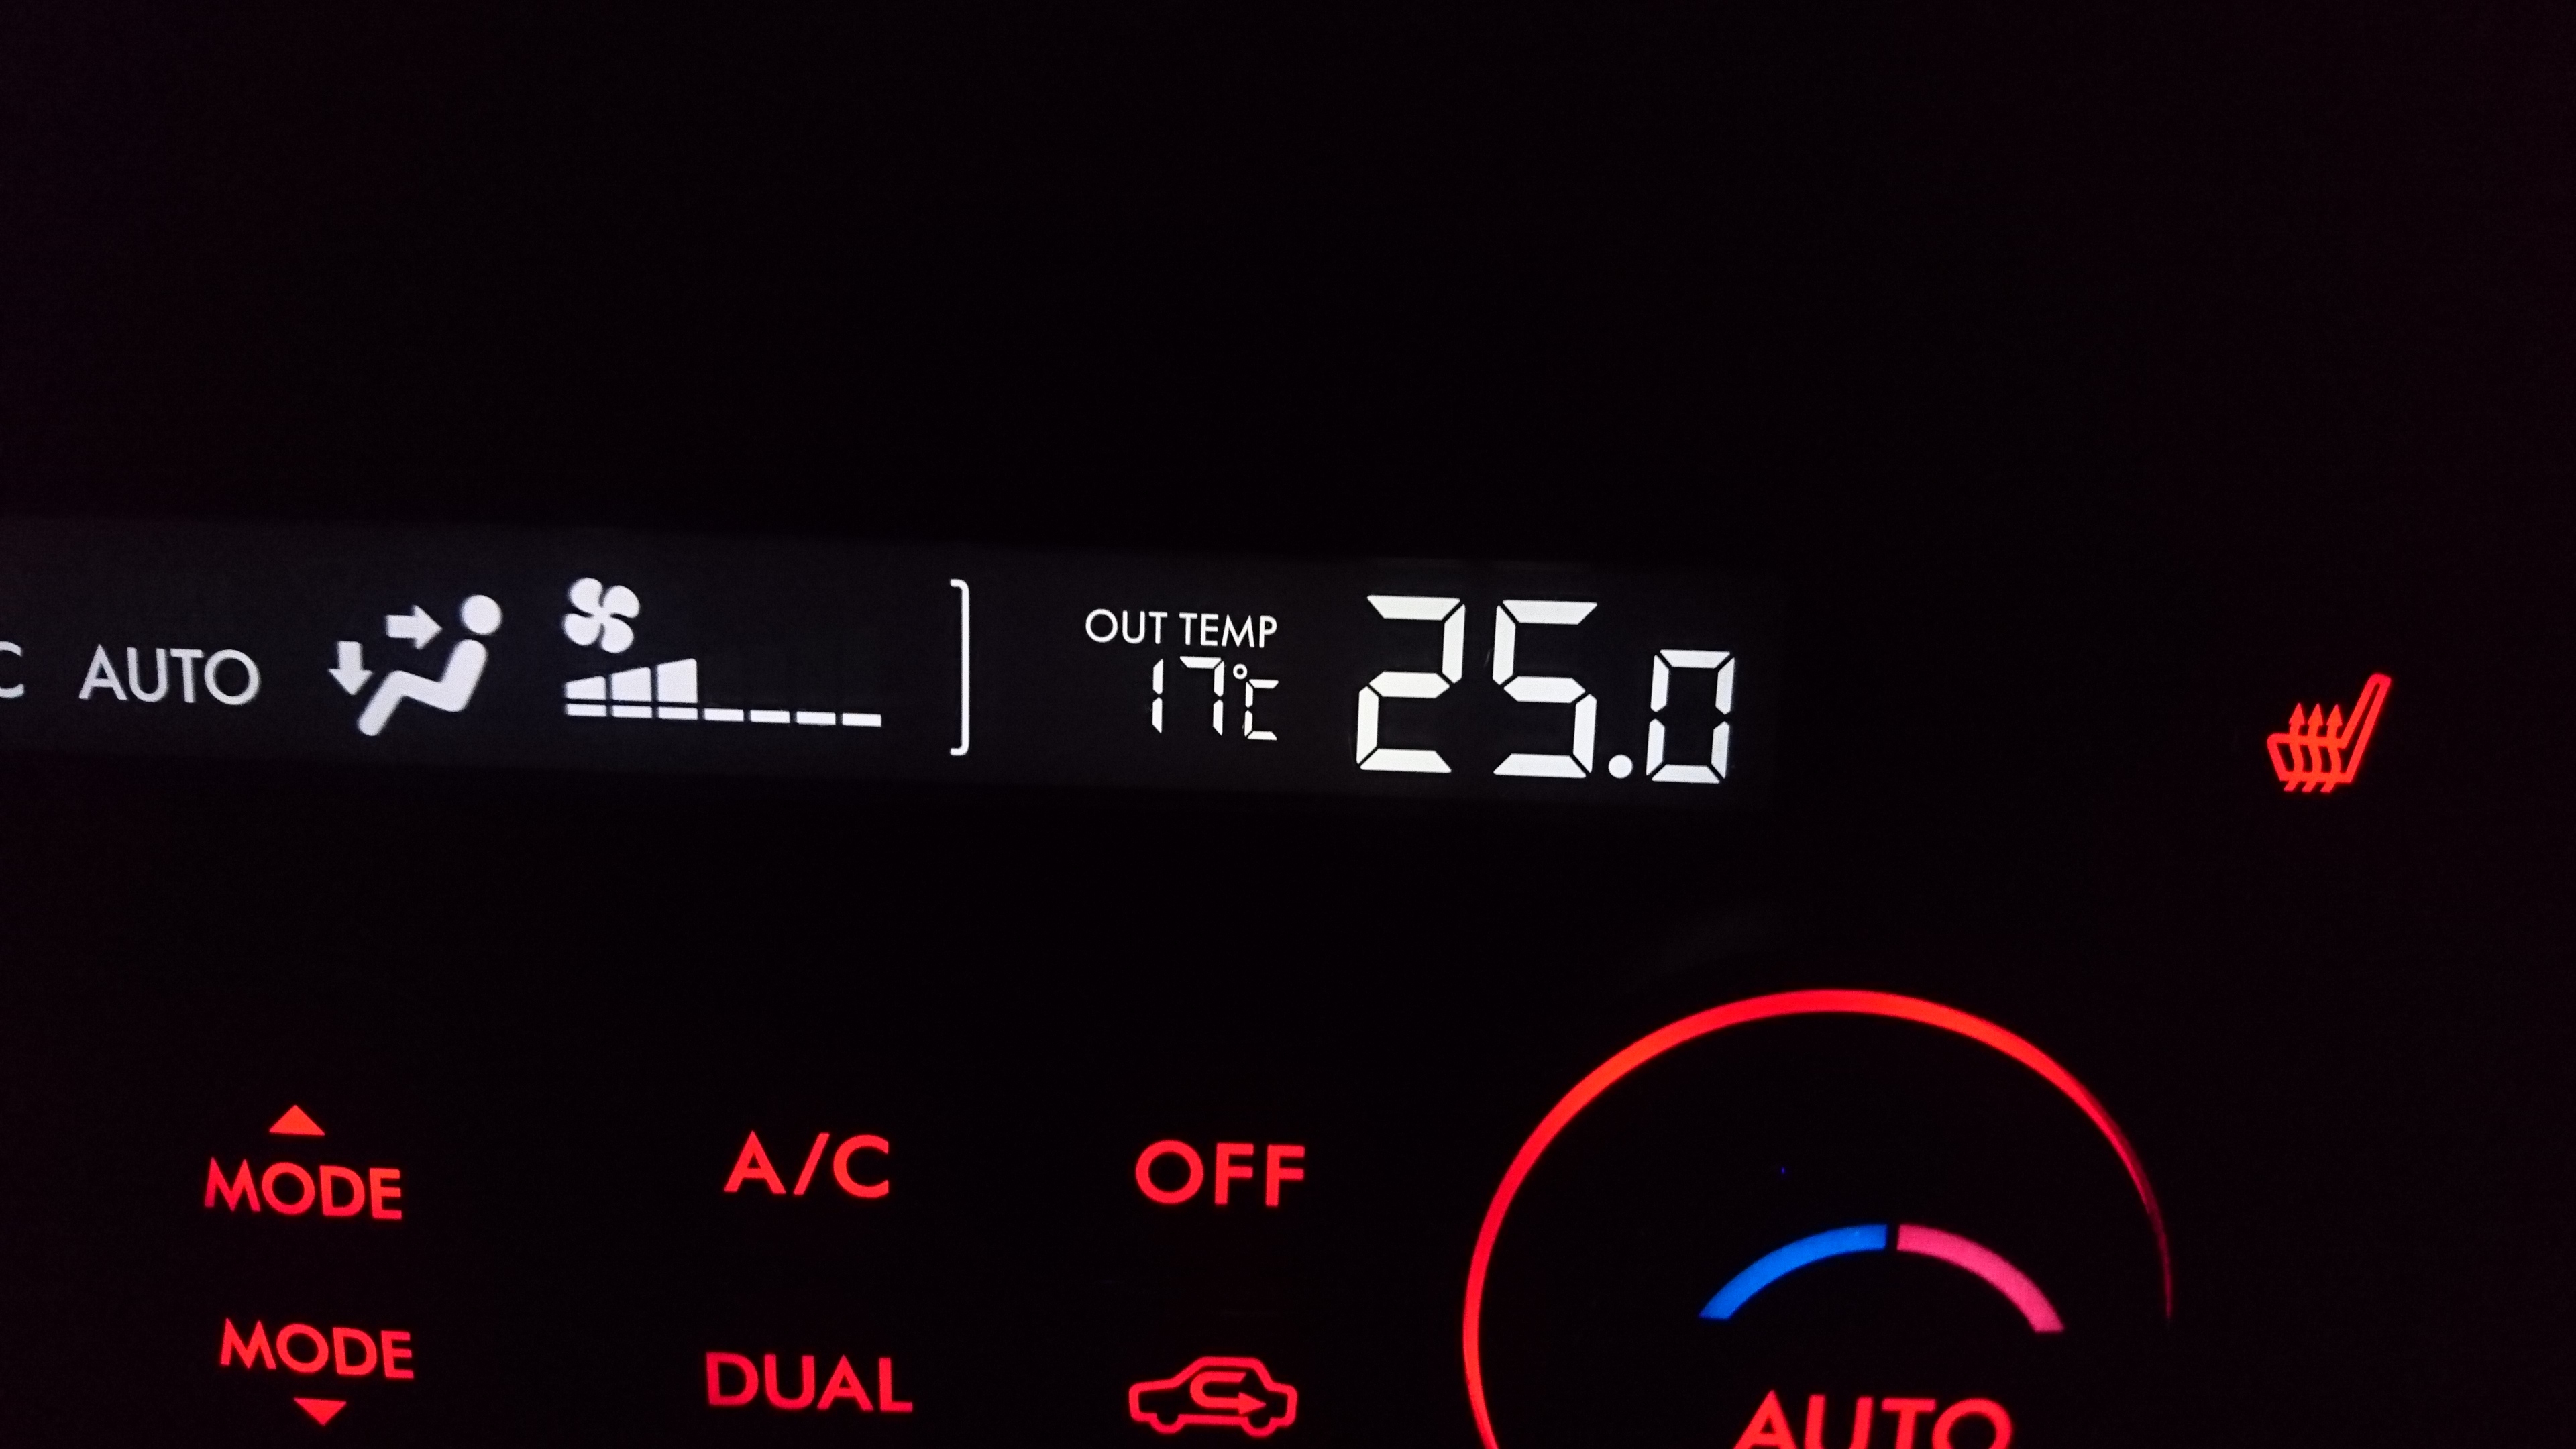 C AUTO
OUT TEMP
17℃
25.0
MODE
A/C
OFF
MODE
DUAL
AUTO